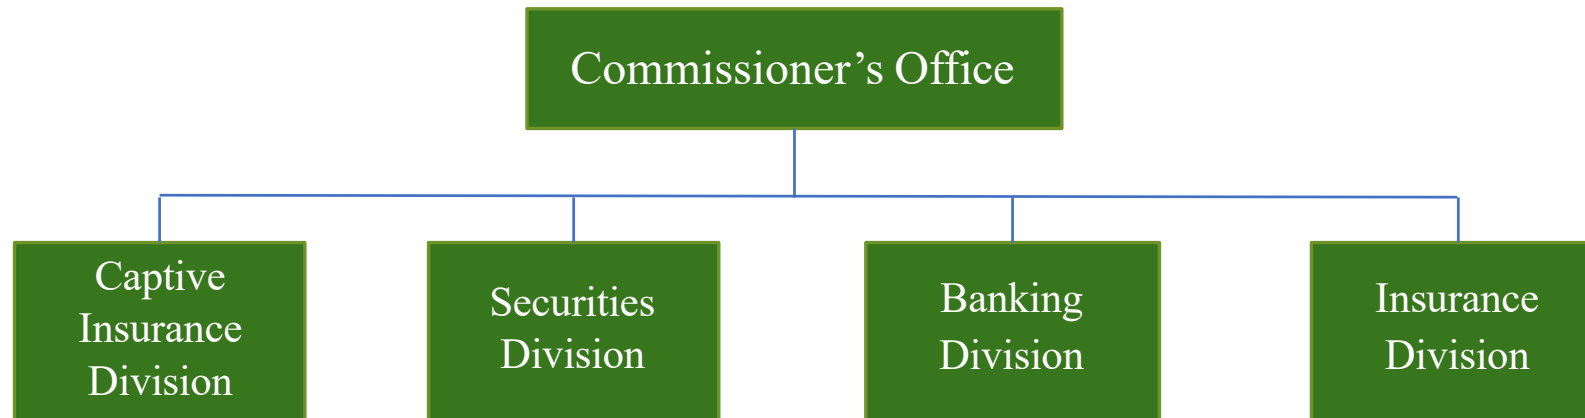 Commissioner’s Office
Captive
Insurance
Division
Securities
Division
Banking
Division
Insurance
Division